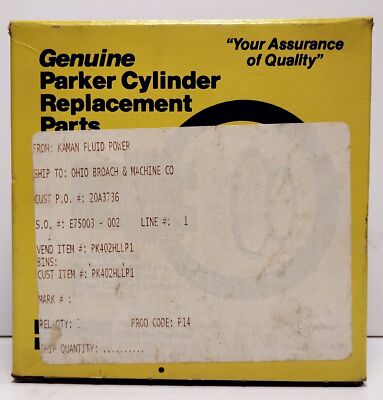 Genuine
Parker Cylinder
Replacement
Parts
"Your Assurance
of Quality"
FROM: KAMAN FLUID POWER
SHIP TO: OHIO BROACH & MACHINE CO
CUST P.O. #: 20A3736
S.O. #: E75003 - 002 LINE #: 1
VEND ITEM #: PK402HLLP1
BINS:
CUST ITEM #: PK402HLLP1
MARK # :
REL QTY: PROD CODE: P14
SHIP QUANTITY: ..........